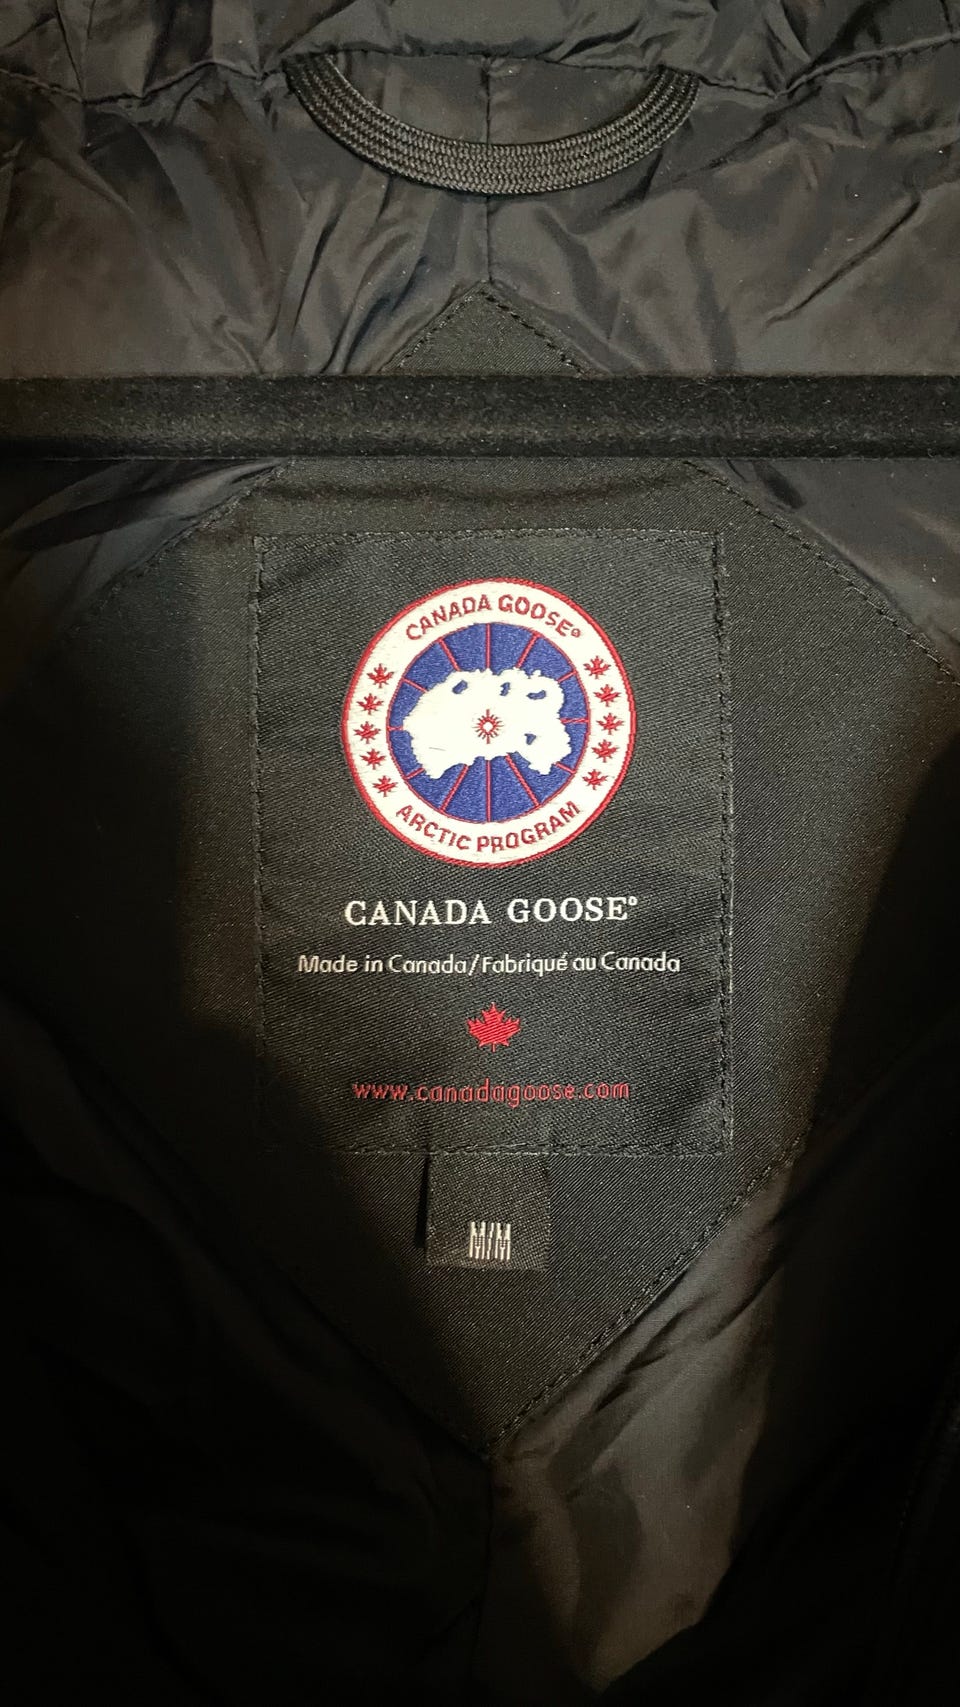 CANADA GOOSE®
ARCTIC PROGRAM
CANADA GOOSE®
Made in Canada/Fabriqué au Canada
www.canadagoose.com
M/M